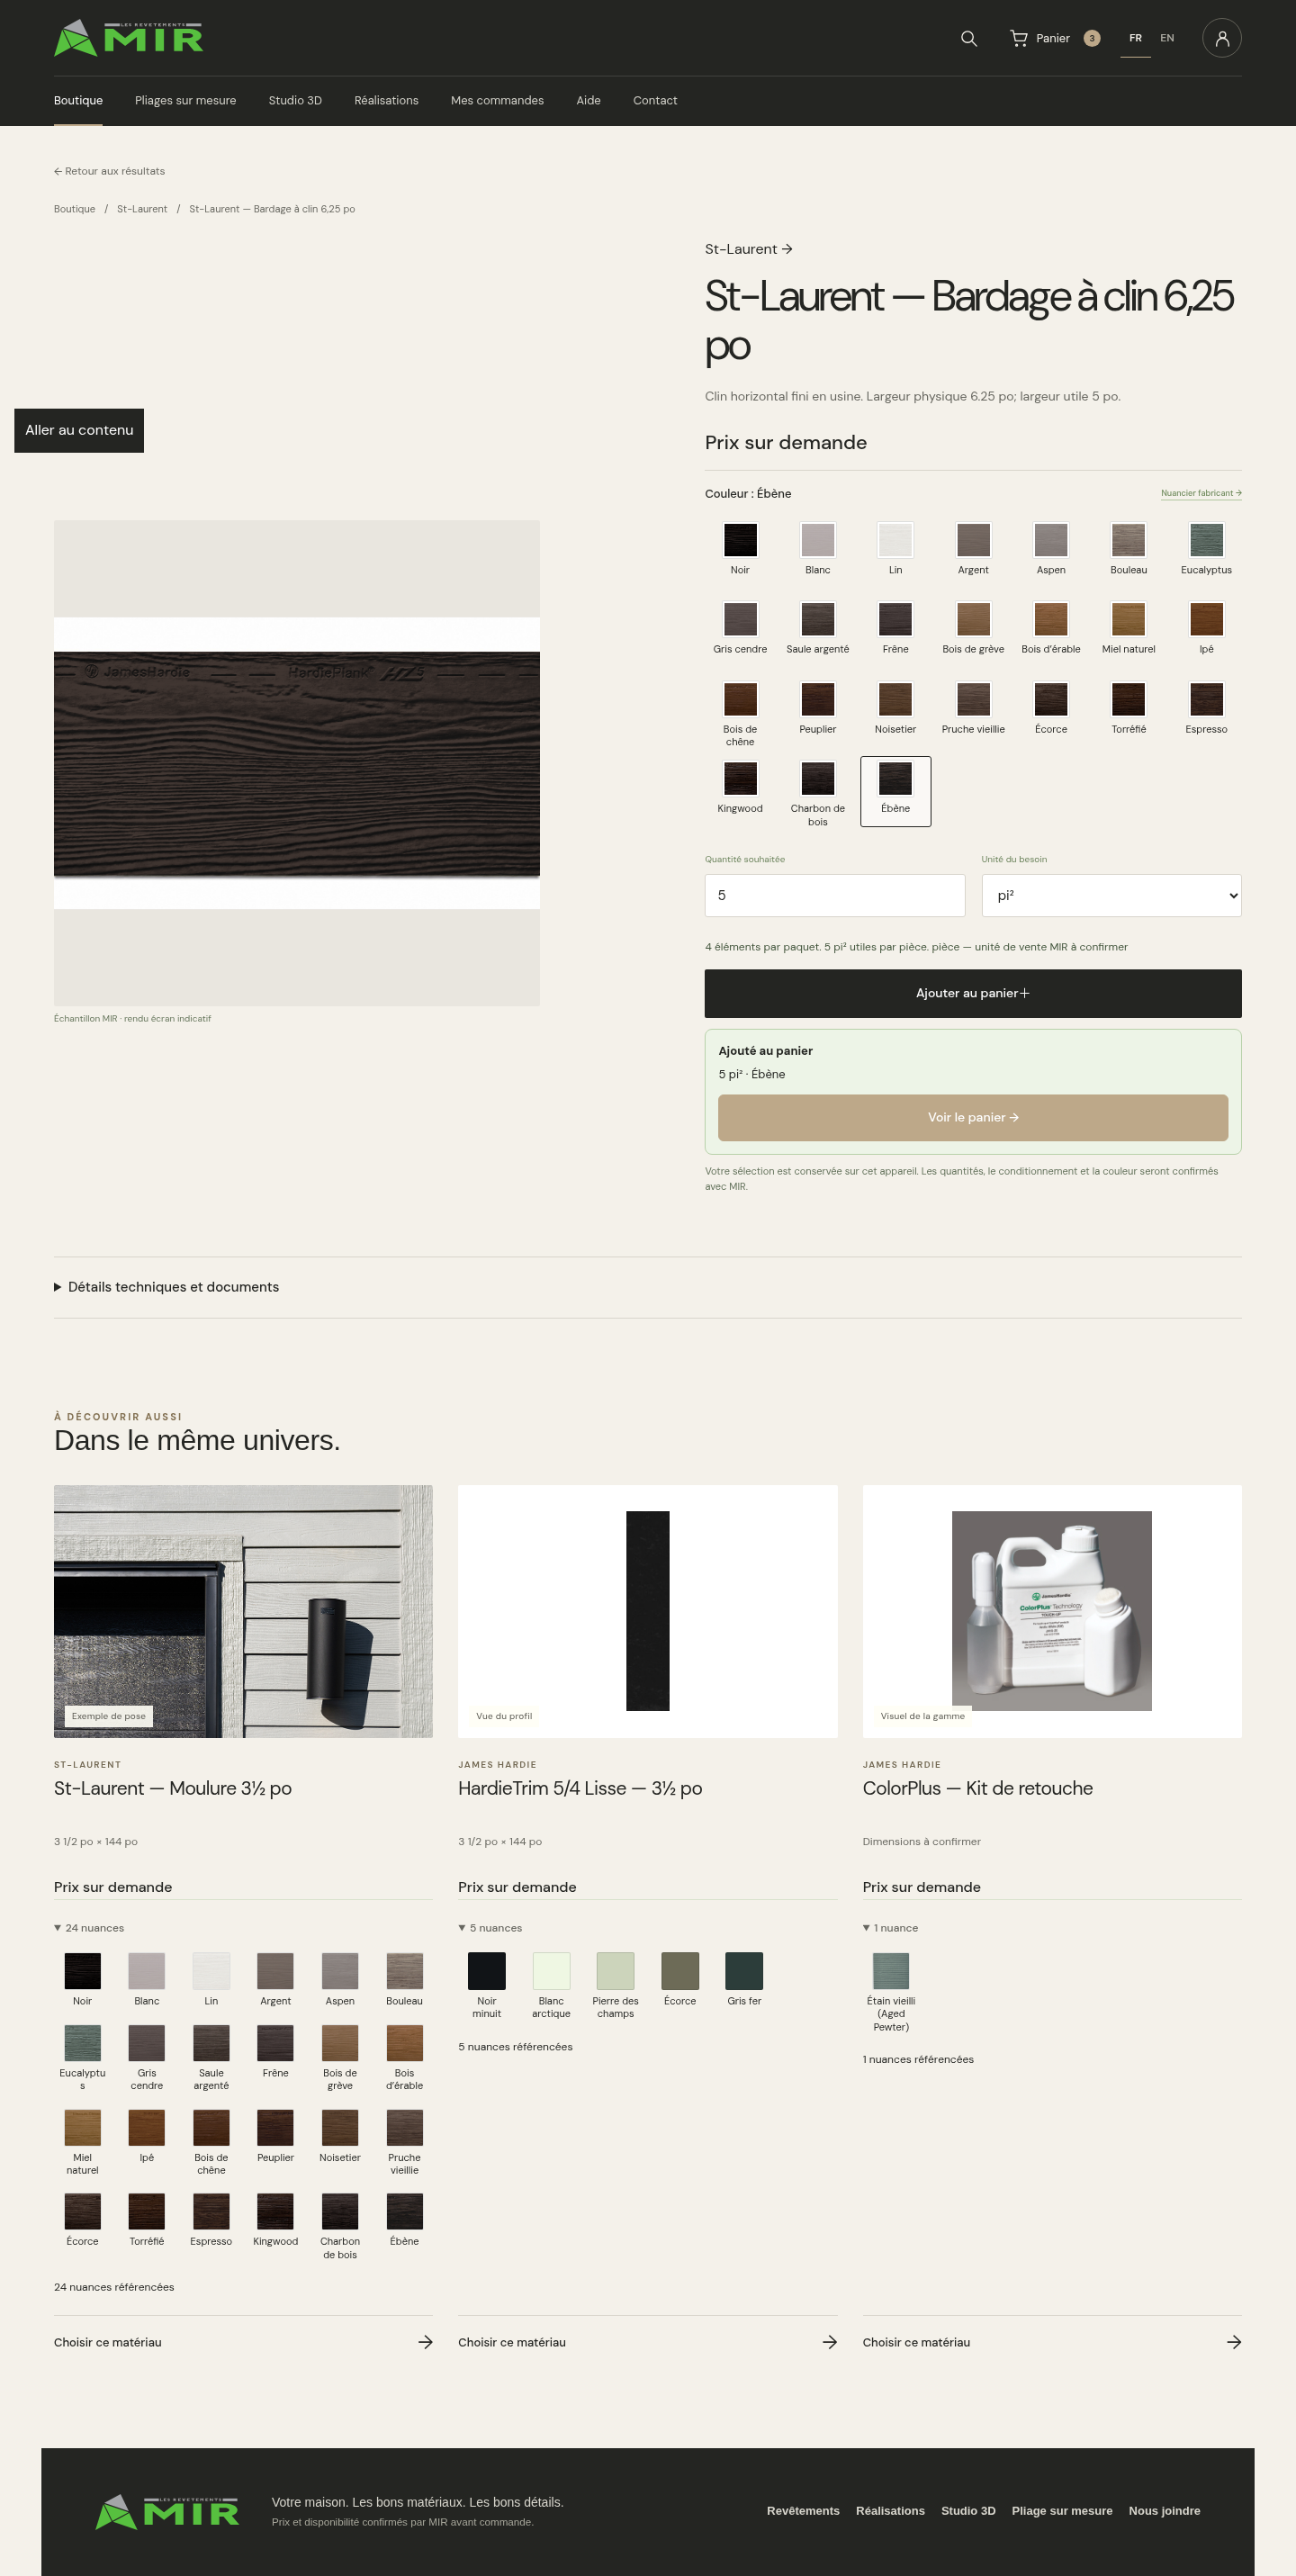 LES REVÊTEMENTS
MIR
Panier 3 FR EN
Boutique Pliages sur mesure Studio 3D Réalisations Mes commandes Aide Contact
← Retour aux résultats
Boutique / St-Laurent / St-Laurent — Bardage à clin 6,25 po
St-Laurent →
St-Laurent — Bardage à clin 6,25
po
Clin horizontal fini en usine. Largeur physique 6.25 po; largeur utile 5 po.
Aller au contenu
Prix sur demande
Couleur : Ébène Nuancier fabricant →
Noir Blanc Lin Argent Aspen Bouleau Eucalyptus
Gris cendre Saule argenté Frêne Bois de grève Bois d'érable Miel naturel Ipé
JamesHardie HardiePlank HZ5
Bois de chêne Peuplier Noisetier Pruche vieillie Écorce Torréfié Espresso
Kingwood Charbon de bois Ébène
Quantité souhaitée Unité du besoin
5 pi²
4 éléments par paquet. 5 pi² utiles par pièce. pièce — unité de vente MIR à confirmer
Ajouter au panier+
Échantillon MIR · rendu écran indicatif
Ajouté au panier
5 pi² · Ébène
Voir le panier →
Votre sélection est conservée sur cet appareil. Les quantités, le conditionnement et la couleur seront confirmés
avec MIR.
▶ Détails techniques et documents
À DÉCOUVRIR AUSSI
Dans le même univers.
JamesHardie
ColorPlus Technology
TOUCH-UP
Exemple de pose Vue du profil Visuel de la gamme
ST-LAURENT JAMES HARDIE JAMES HARDIE
St-Laurent — Moulure 3½ po HardieTrim 5/4 Lisse — 3½ po ColorPlus — Kit de retouche
3 1/2 po × 144 po 3 1/2 po × 144 po Dimensions à confirmer
Prix sur demande Prix sur demande Prix sur demande
▼ 24 nuances ▼ 5 nuances ▼ 1 nuance
Noir Blanc Lin Argent Aspen Bouleau
Eucalyptu
s Gris cendre Saule argenté Frêne Bois de grève Bois d'érable
Miel naturel Ipé Bois de chêne Peuplier Noisetier Pruche vieillie
Écorce Torréfié Espresso Kingwood Charbon de bois Ébène
24 nuances référencées
Noir minuit Blanc arctique Pierre des champs Écorce Gris fer
5 nuances référencées
Étain vieilli
(Aged
Pewter)
1 nuances référencées
Choisir ce matériau → Choisir ce matériau → Choisir ce matériau →
LES REVÊTEMENTS
MIR
Votre maison. Les bons matériaux. Les bons détails.
Prix et disponibilité confirmés par MIR avant commande.
Revêtements Réalisations Studio 3D Pliage sur mesure Nous joindre